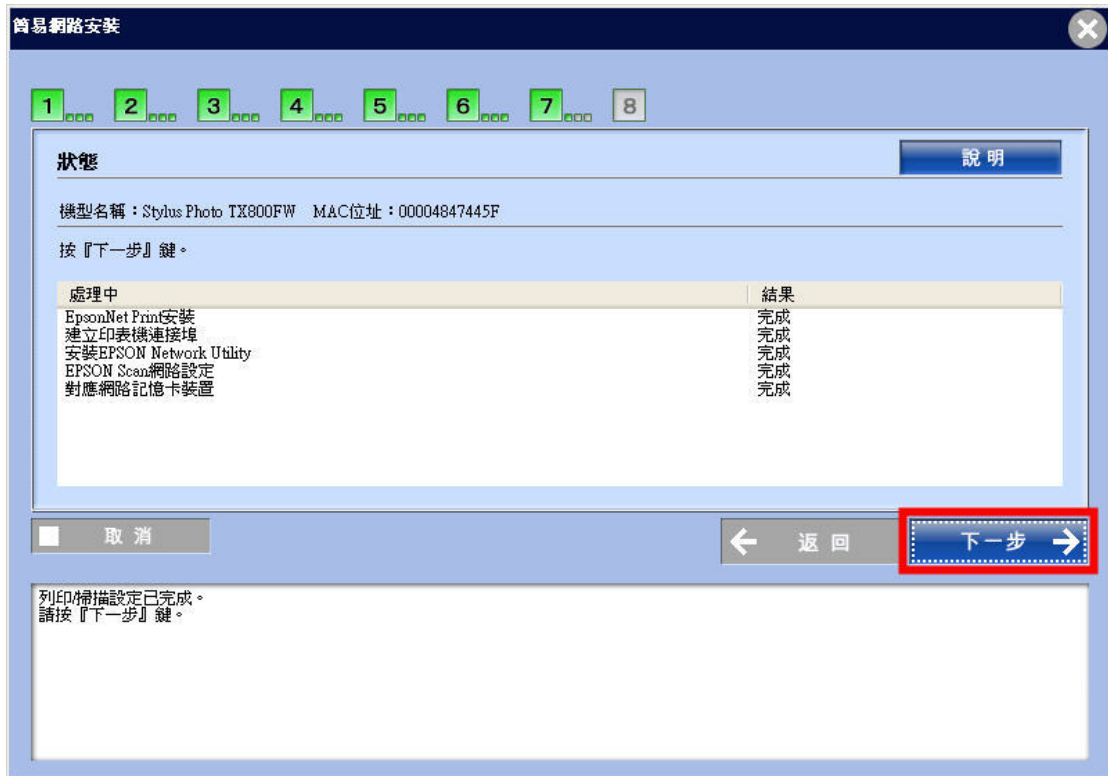 簡易網路安裝
1 2 3 4 5 6 7 8
狀態
說明
機型名稱：Stylus Photo TX800FW MAC位址：00004847445F
按『下一步』鍵。
處理中 結果
EpsonNet Print安裝 完成
建立印表機連接埠 完成
安裝EPSON Network Utility 完成
EPSON Scan網路設定 完成
對應網路記憶卡裝置 完成
取消 返回 下一步
列印/掃描設定已完成。
請按『下一步』鍵。